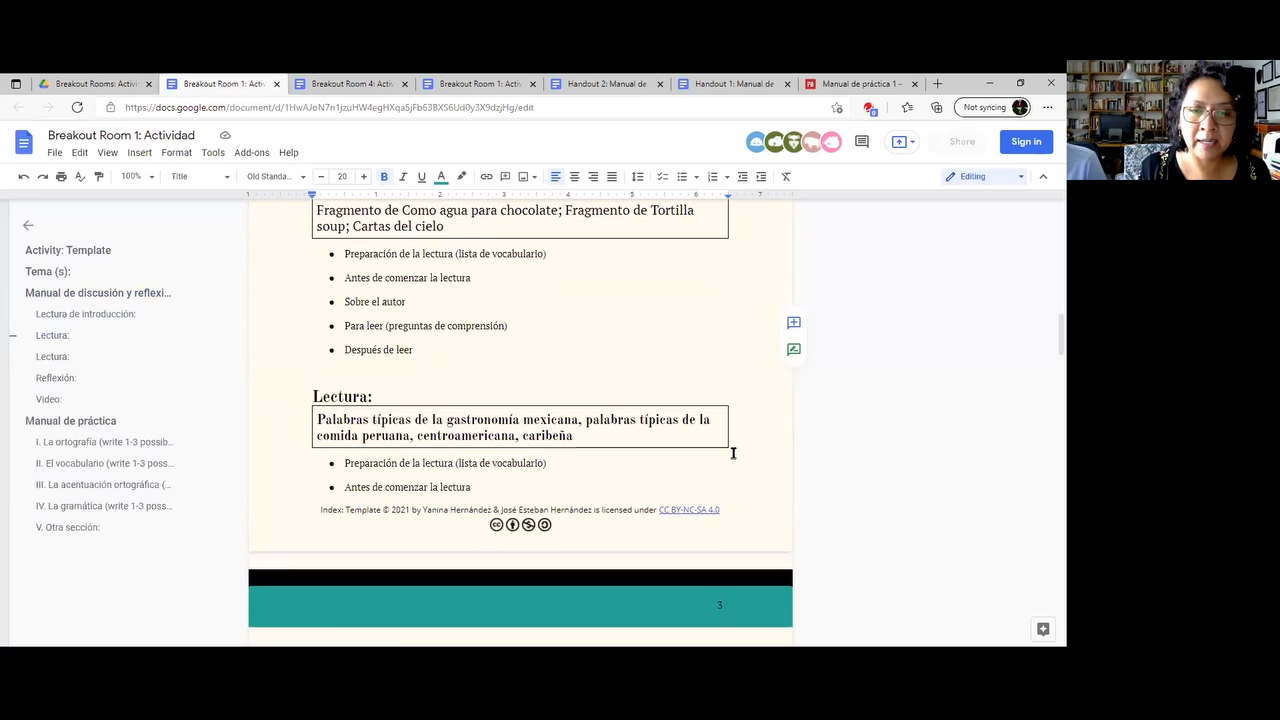 Breakout Rooms: Activ
Breakout Room 1: Activ
Breakout Room 4: Acti
Breakout Room 1: Activ
Handout 2: Manual de
Handout 1: Manual de
Manual de práctica 1 –
https://docs.google.com/document/d/1HwAJoN7n1jzuHW4egHXqa5jFb63BXS6Ud0y3X9dzjHg/edit
Not syncing
Breakout Room 1: Actividad
File Edit View Insert Format Tools Add-ons Help
Share
Sign in
100% Title Old Standa... – 20 + B I U A
Editing
1 1 2 3 4 5 6 7
Activity: Template
Tema (s):
Manual de discusión y reflexi...
Lectura de introducción:
Lectura:
Lectura:
Reflexión:
Video:
Manual de práctica
I. La ortografía (write 1-3 possib...
II. El vocabulario (write 1-3 poss...
III. La acentuación ortográfica (...
IV. La gramática (write 1-3 poss...
V. Otra sección:
Fragmento de Como agua para chocolate; Fragmento de Tortilla
soup; Cartas del cielo
● Preparación de la lectura (lista de vocabulario)
● Antes de comenzar la lectura
● Sobre el autor
● Para leer (preguntas de comprensión)
● Después de leer
Lectura:
Palabras típicas de la gastronomía mexicana, palabras típicas de la
comida peruana, centroamericana, caribeña
● Preparación de la lectura (lista de vocabulario)
● Antes de comenzar la lectura
Index: Template © 2021 by Yanina Hernández & José Esteban Hernández is licensed under CC BY-NC-SA 4.0
3